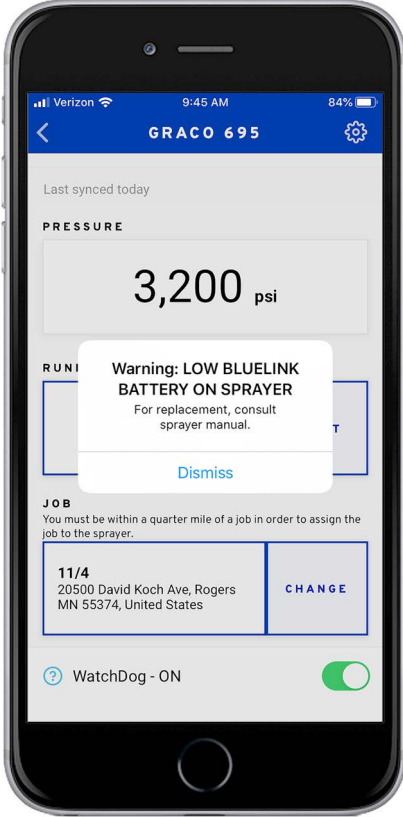 Verizon 9:45 AM 84%
GRACO 695
Last synced today
PRESSURE
3,200 psi
Warning: LOW BLUELINK
BATTERY ON SPRAYER
For replacement, consult
sprayer manual.
Dismiss
JOB
You must be within a quarter mile of a job in order to assign the
job to the sprayer.
11/4
20500 David Koch Ave, Rogers
MN 55374, United States
CHANGE
? WatchDog - ON